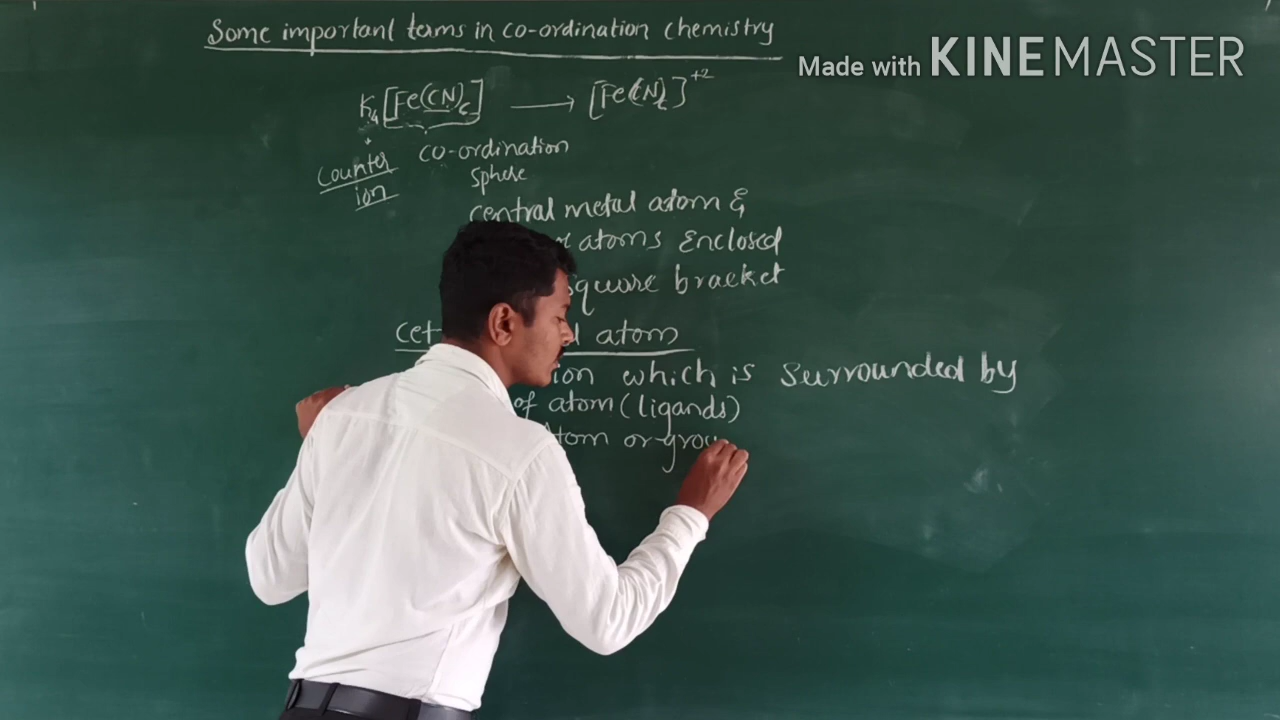 Some important terms in co-ordination chemistry
Made with KINEMASTER
K4[Fe(CN)6] → [Fe(CN)6]+2
Counter ion
co-ordination
sphere
central metal atom &
atoms Enclosed
square bracket
cet atom
ion which is surrounded by
of atom (ligands)
Atom or grou